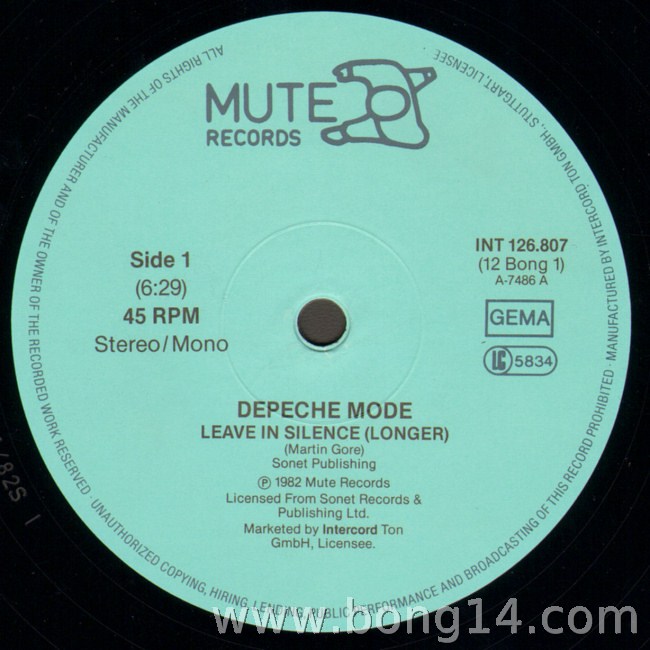 MUTE
RECORDS
Side 1
(6:29)
45 RPM
Stereo/Mono
INT 126.807
(12 Bong 1)
A-7486 A
GEMA
LC 5834
DEPECHE MODE
LEAVE IN SILENCE (LONGER)
(Martin Gore)
Sonet Publishing
℗ 1982 Mute Records
Licensed From Sonet Records &
Publishing Ltd.
Marketed by Intercord Ton
GmbH, Licensee.
ALL RIGHTS OF THE MANUFACTURER AND OF THE OWNER OF THE RECORDED WORK RESERVED · UNAUTHORIZED COPYING, HIRING, LENDING, PUBLIC PERFORMANCE AND BROADCASTING OF THIS RECORD PROHIBITED · MANUFACTURED BY INTERCORD TON GMBH., STUTTGART, LICENSEE ·
www.bong14.com